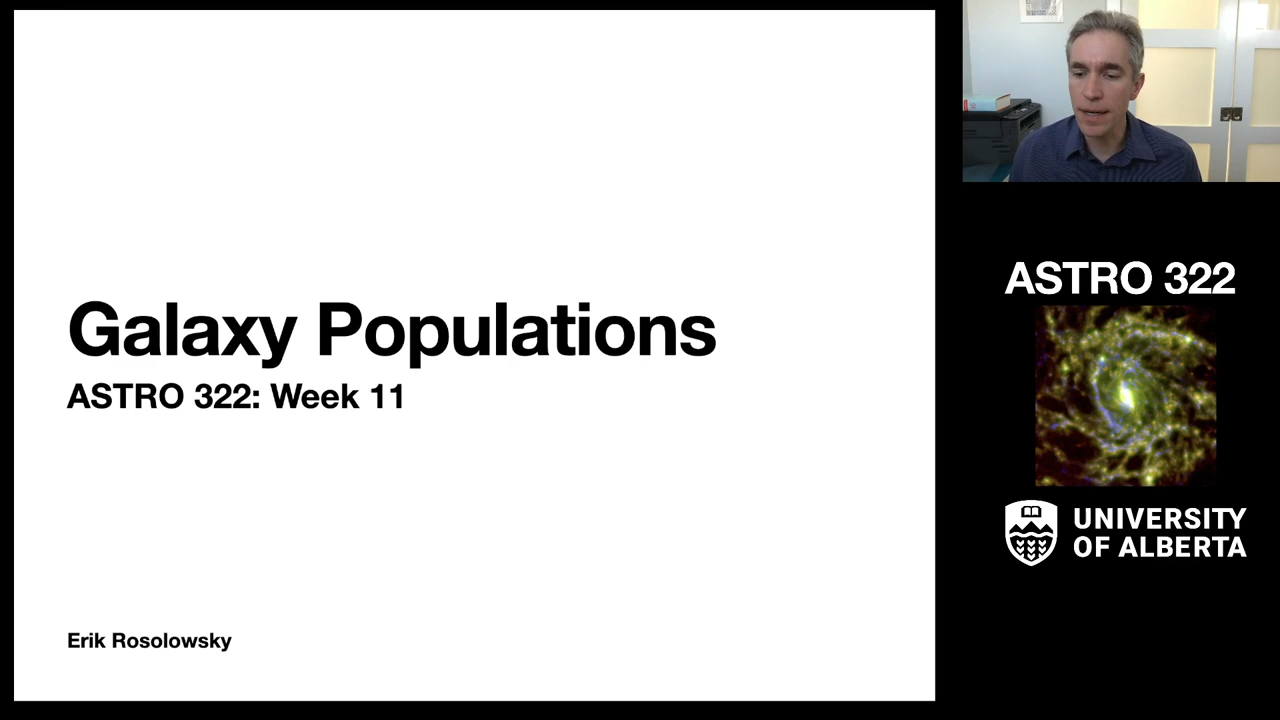 Galaxy Populations
ASTRO 322: Week 11
Erik Rosolowsky
ASTRO 322
UNIVERSITY
OF ALBERTA